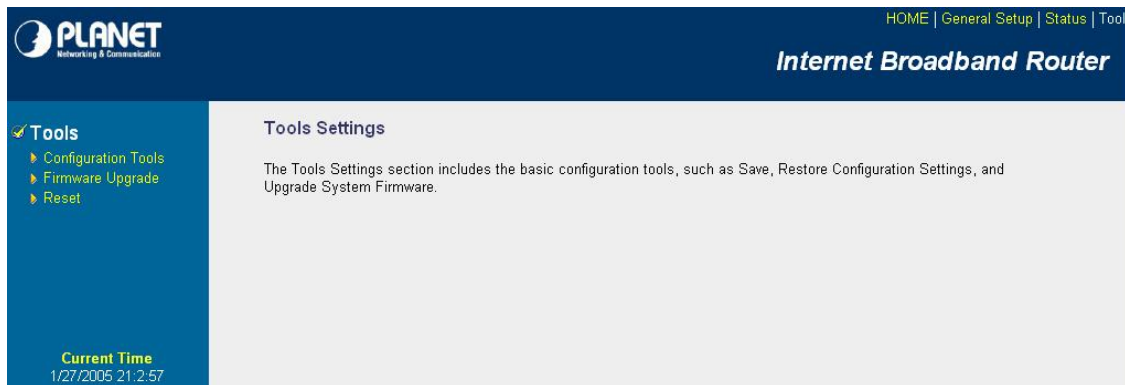 PLANET
Networking & Communication
HOME | General Setup | Status | Tool
Internet Broadband Router
Tools
Configuration Tools
Firmware Upgrade
Reset
Current Time
1/27/2005 21:2:57
Tools Settings
The Tools Settings section includes the basic configuration tools, such as Save, Restore Configuration Settings, and
Upgrade System Firmware.